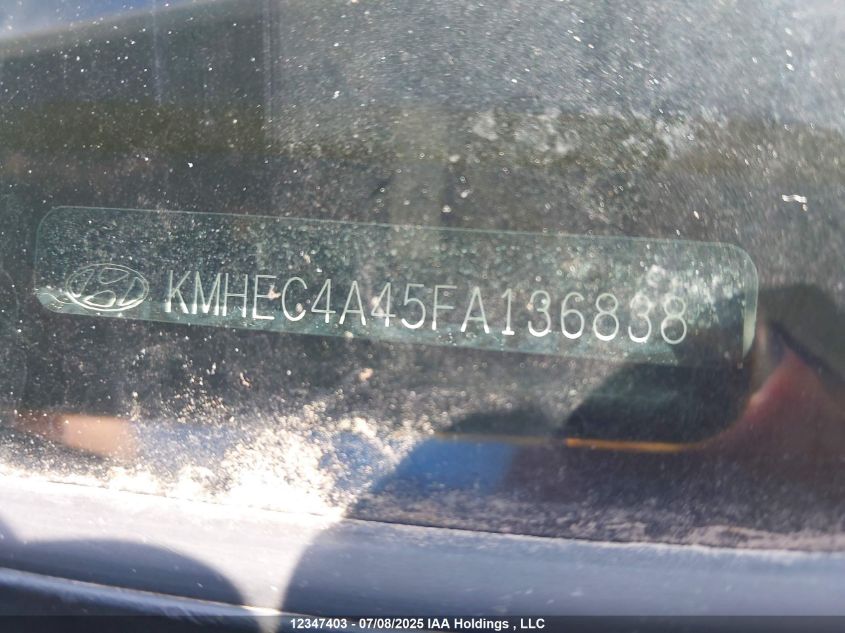 KMHEC4A45FA136838
12347403 - 07/08/2025 IAA Holdings , LLC